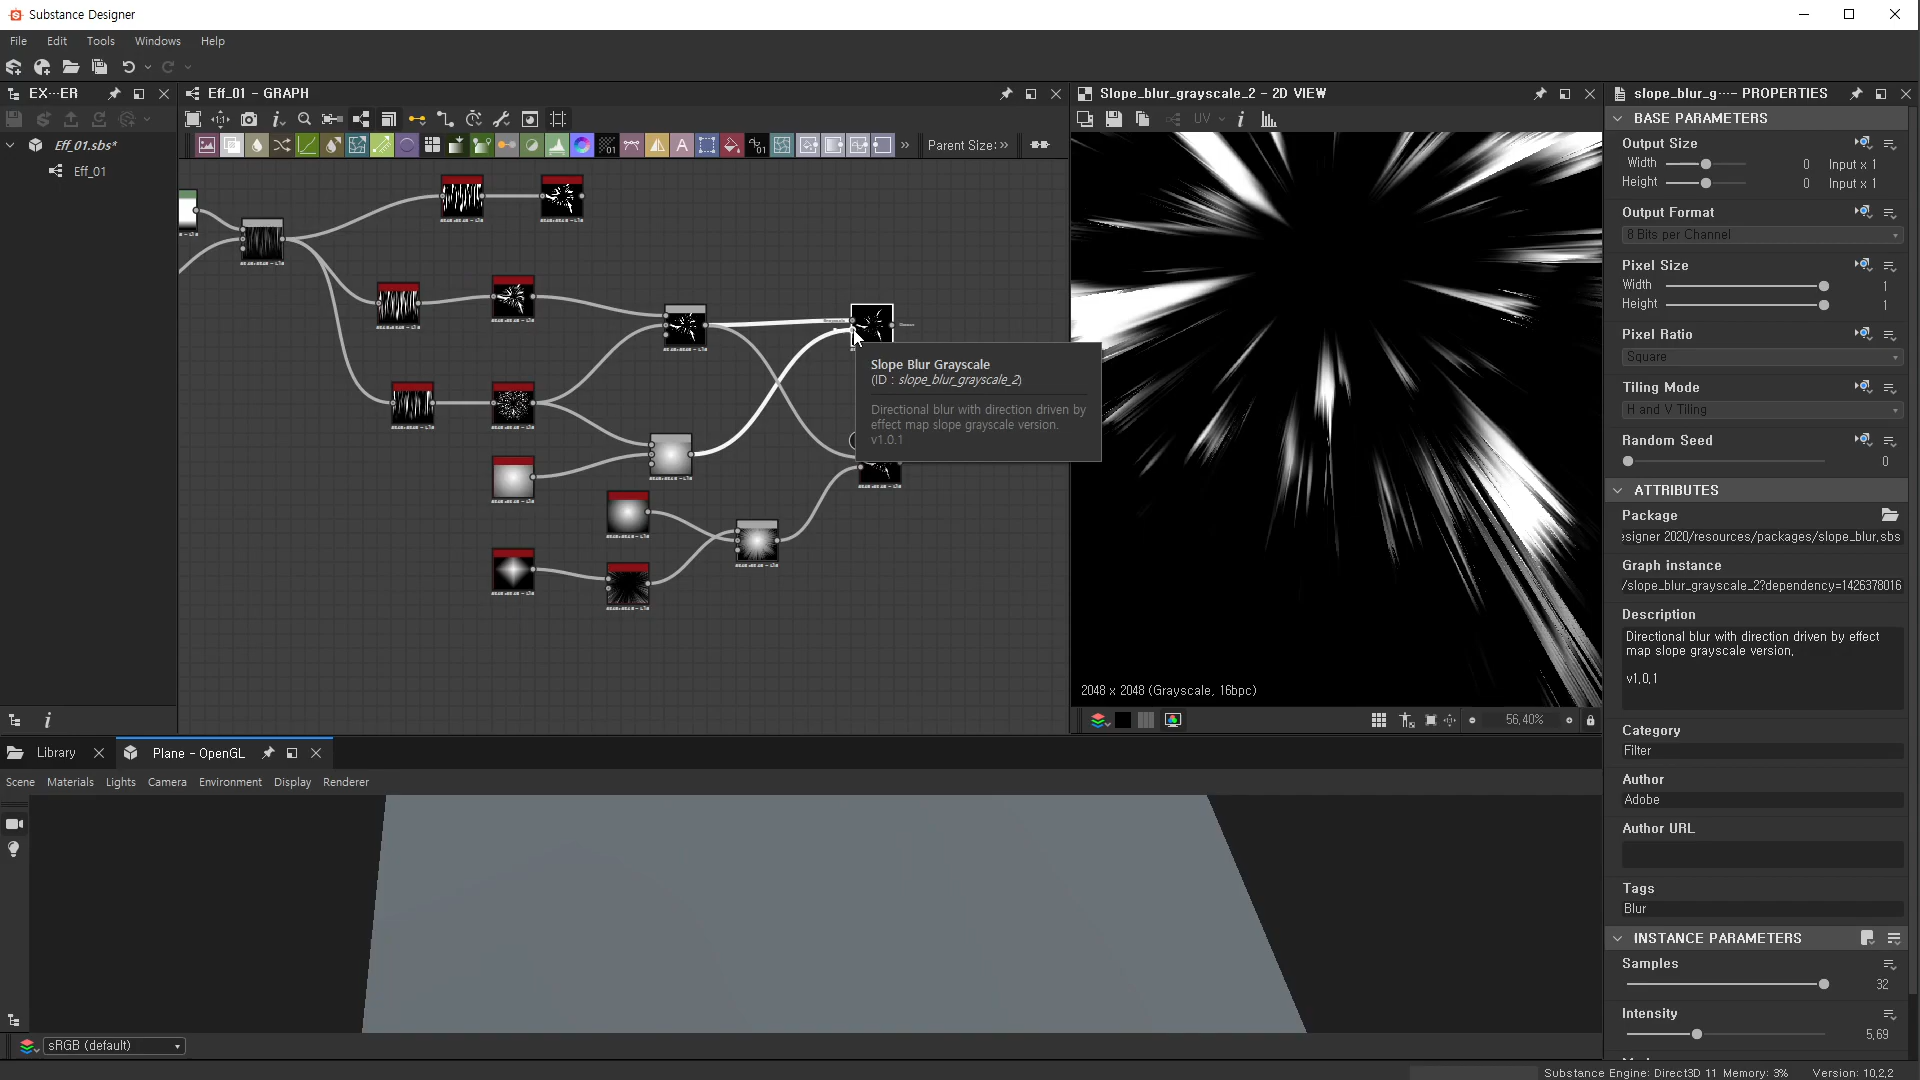 Substance Designer
File Edit Tools Windows Help
EX···ER
Eff_01.sbs*
Eff_01
Eff_01 - GRAPH
Parent Size:
Slope Blur Grayscale
(ID : slope_blur_grayscale_2)
Directional blur with direction driven by
effect map slope grayscale version.
v1.0.1
Slope_blur_grayscale_2 - 2D VIEW
UV
2048 x 2048 (Grayscale, 16bpc)
56,40%
slope_blur_g···- PROPERTIES
BASE PARAMETERS
Output Size
Width 0 Input x 1
Height 0 Input x 1
Output Format
8 Bits per Channel
Pixel Size
Width 1
Height 1
Pixel Ratio
Square
Tiling Mode
H and V Tiling
Random Seed
0
ATTRIBUTES
Package
esigner 2020/resources/packages/slope_blur,sbs
Graph instance
/slope_blur_grayscale_2?dependency=1426378016
Description
Directional blur with direction driven by effect
map slope grayscale version,
v1,0,1
Category
Filter
Author
Adobe
Author URL
Tags
Blur
INSTANCE PARAMETERS
Samples
32
Intensity
5,69
Library
Plane - OpenGL
Scene Materials Lights Camera Environment Display Renderer
sRGB (default)
Substance Engine: Direct3D 11 Memory: 3% Version: 10,2,2